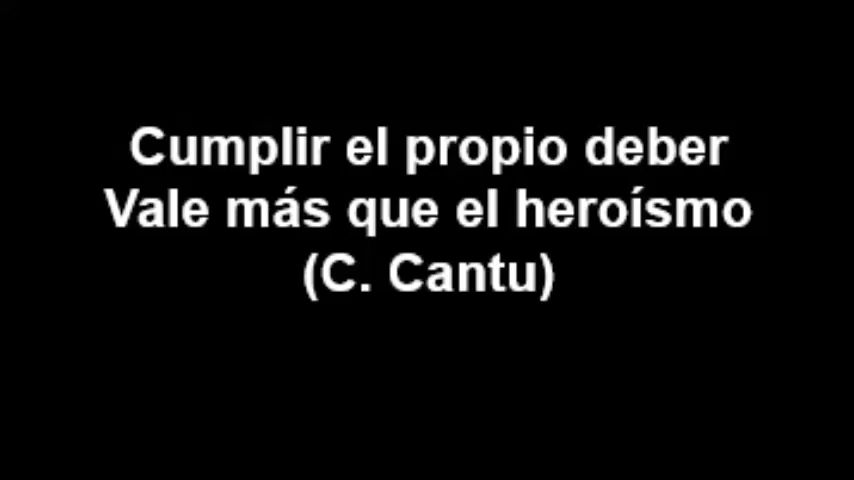 Cumplir el propio deber
Vale más que el heroísmo
(C. Cantu)